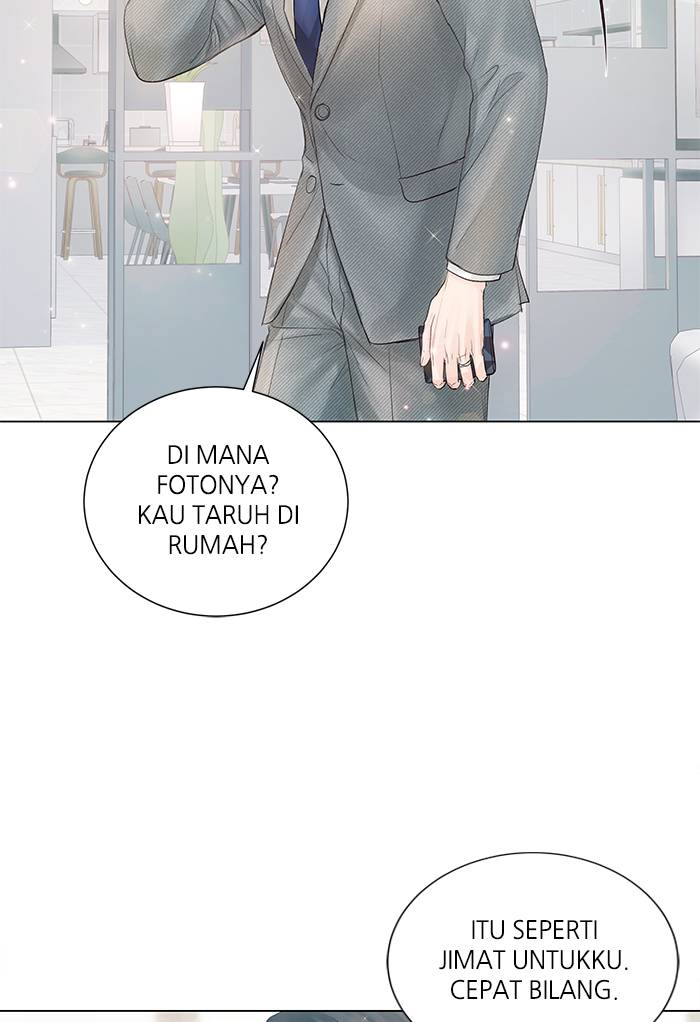 DI MANA
FOTONYA?
KAU TARUH DI
RUMAH?
ITU SEPERTI
JIMAT UNTUKKU.
CEPAT BILANG.